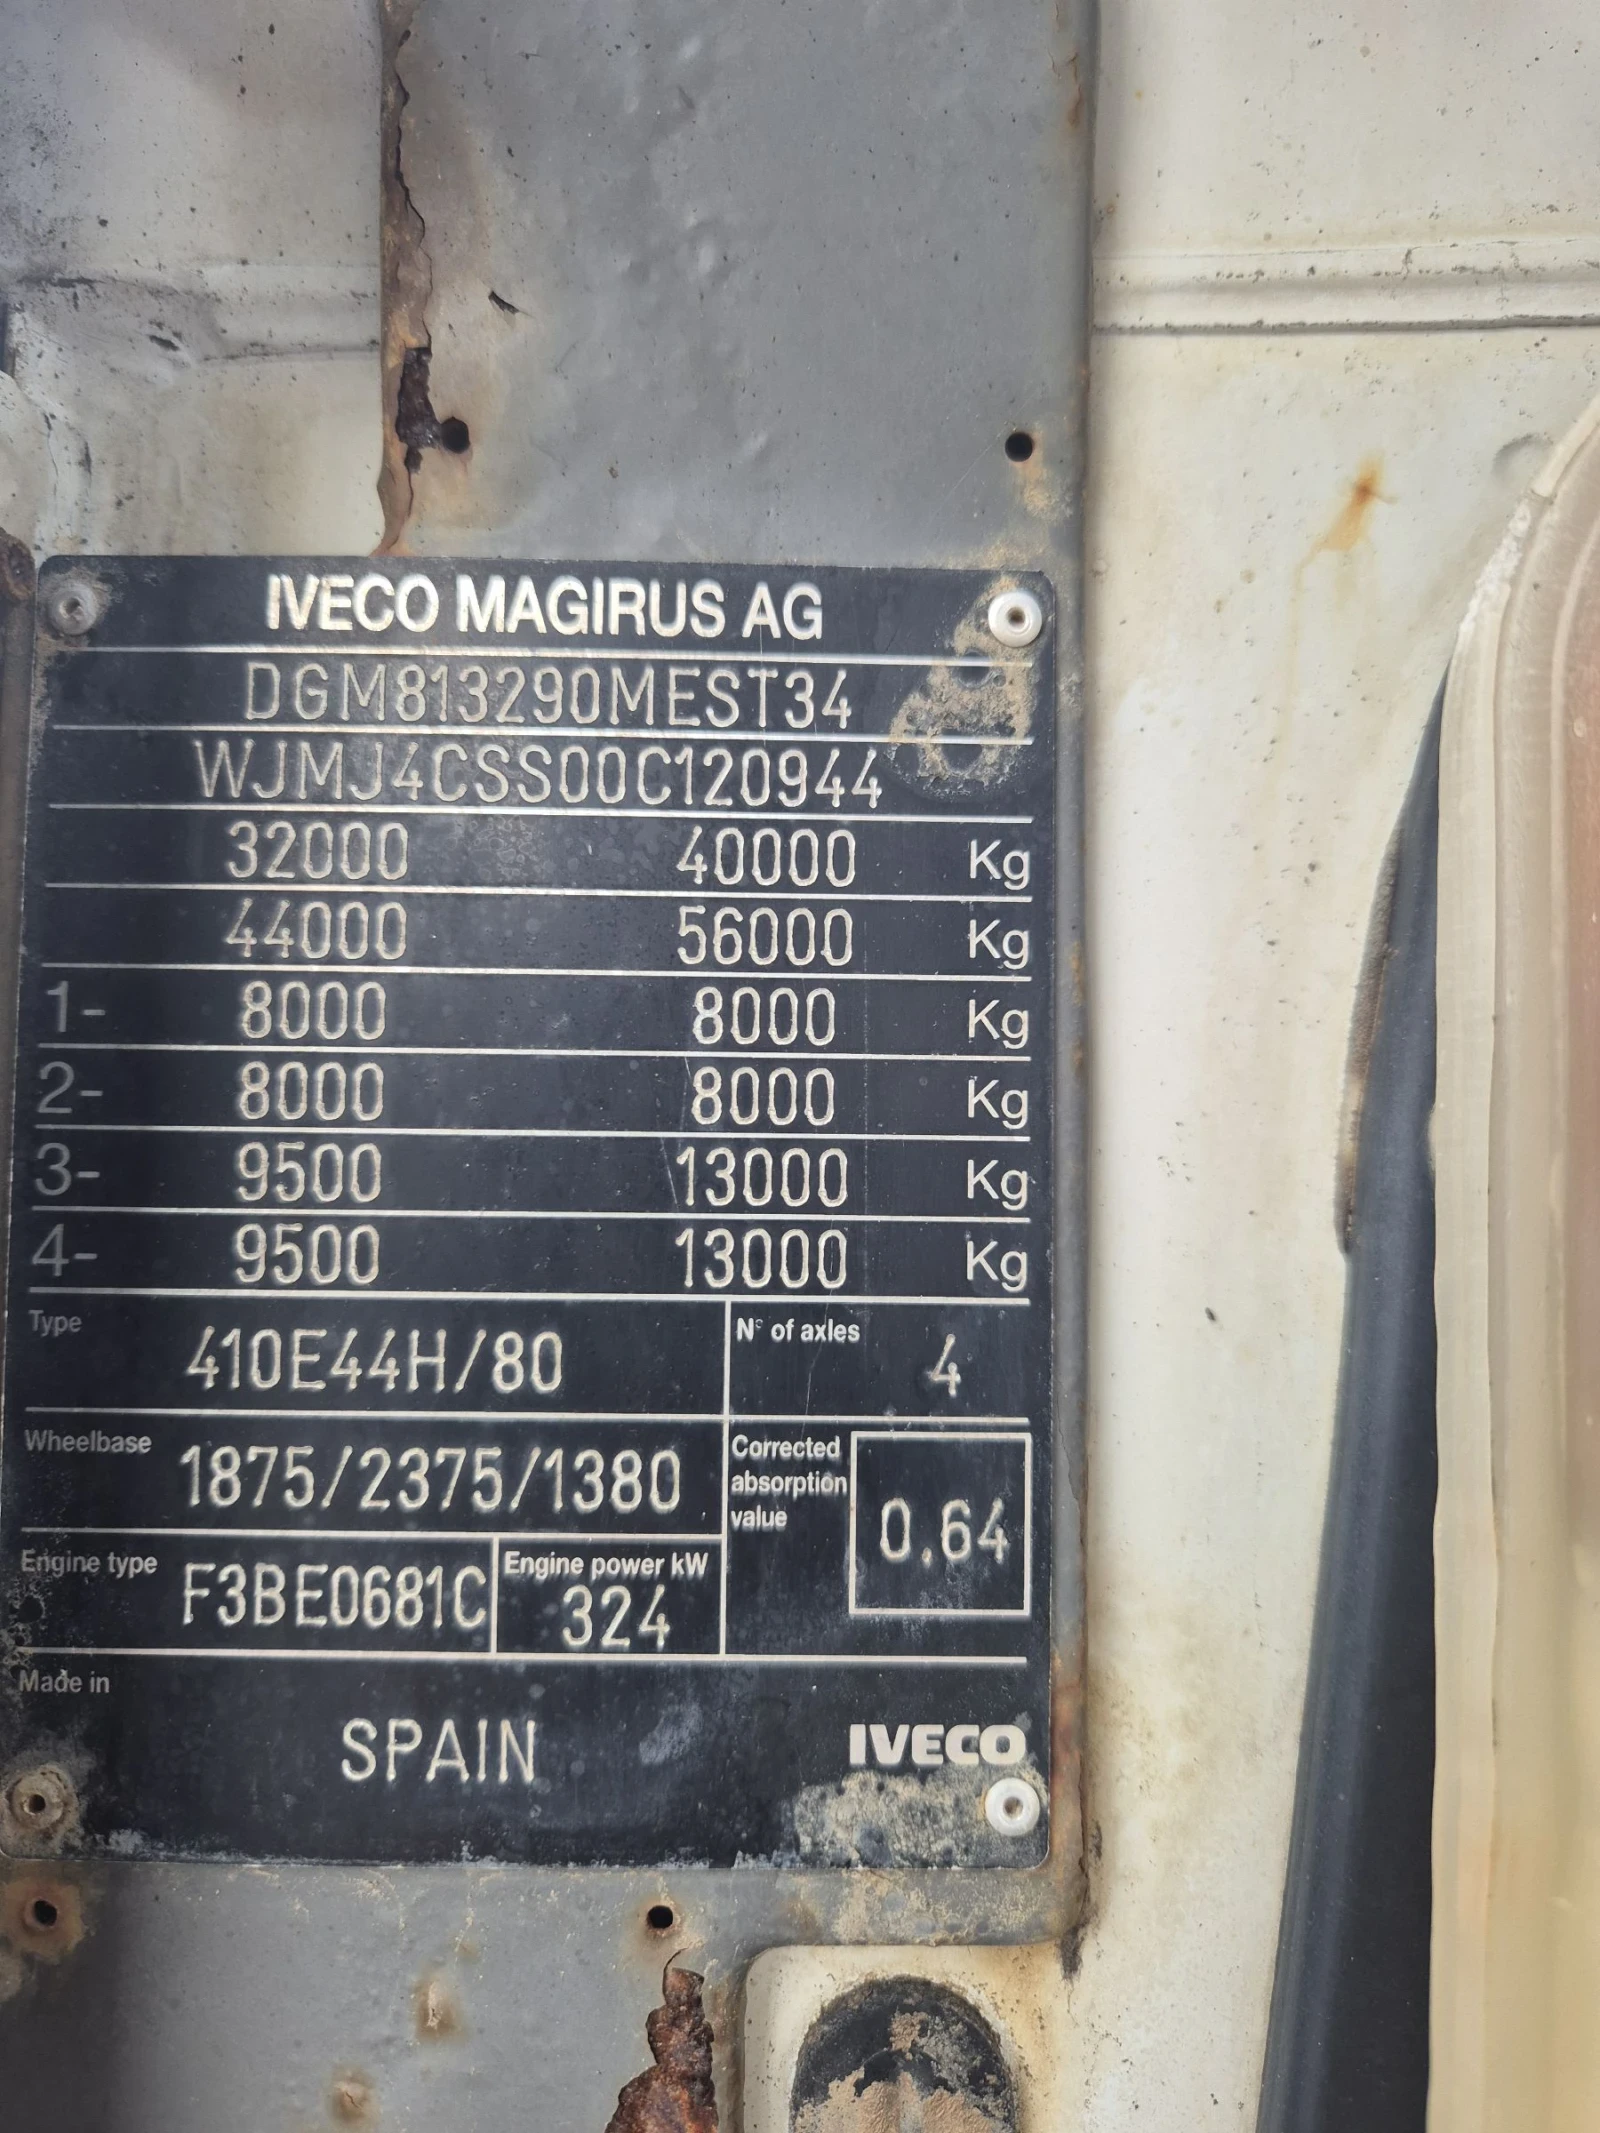 IVECO MAGIRUS AG
DGM813290MEST34
WJMJ4CSS00C120944
32000 40000 Kg
44000 56000 Kg
1- 8000 8000 Kg
2- 8000 8000 Kg
3- 9500 13000 Kg
4- 9500 13000 Kg
Type 410E44H/80 N° of axles 4
Wheelbase 1875/2375/1380 Corrected absorption value 0.64
Engine type F3BE0681C Engine power kW 324
Made in
SPAIN IVECO